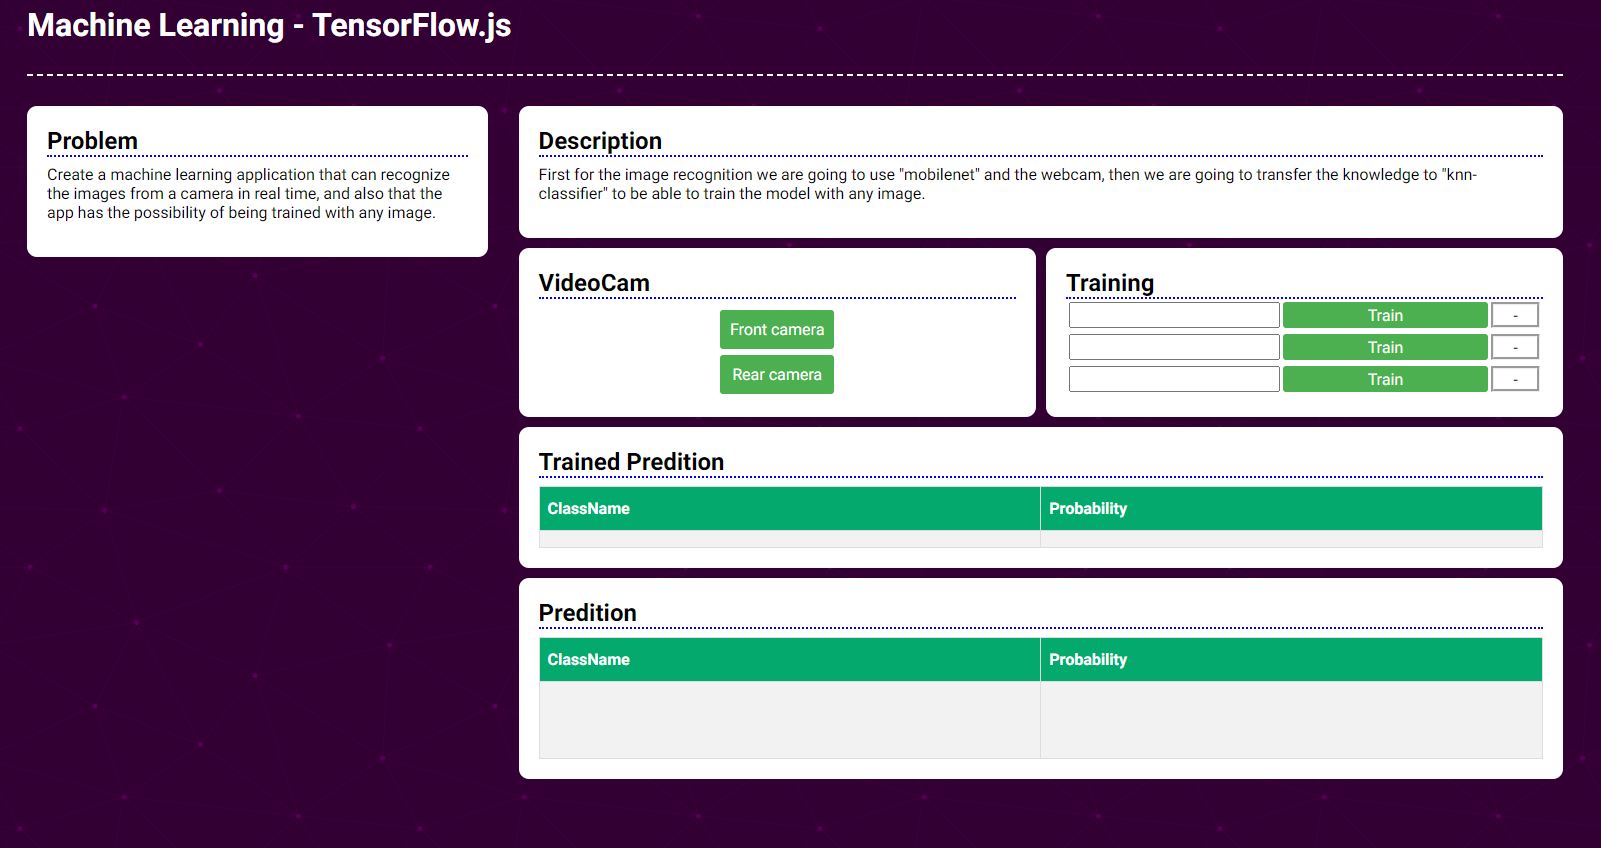 Machine Learning - TensorFlow.js
Problem
Create a machine learning application that can recognize
the images from a camera in real time, and also that the
app has the possibility of being trained with any image.
Description
First for the image recognition we are going to use "mobilenet" and the webcam, then we are going to transfer the knowledge to "knn-
classifier" to be able to train the model with any image.
VideoCam
Front camera
Rear camera
Training
Train -
Train -
Train -
Trained Predition
ClassName Probability
Predition
ClassName Probability